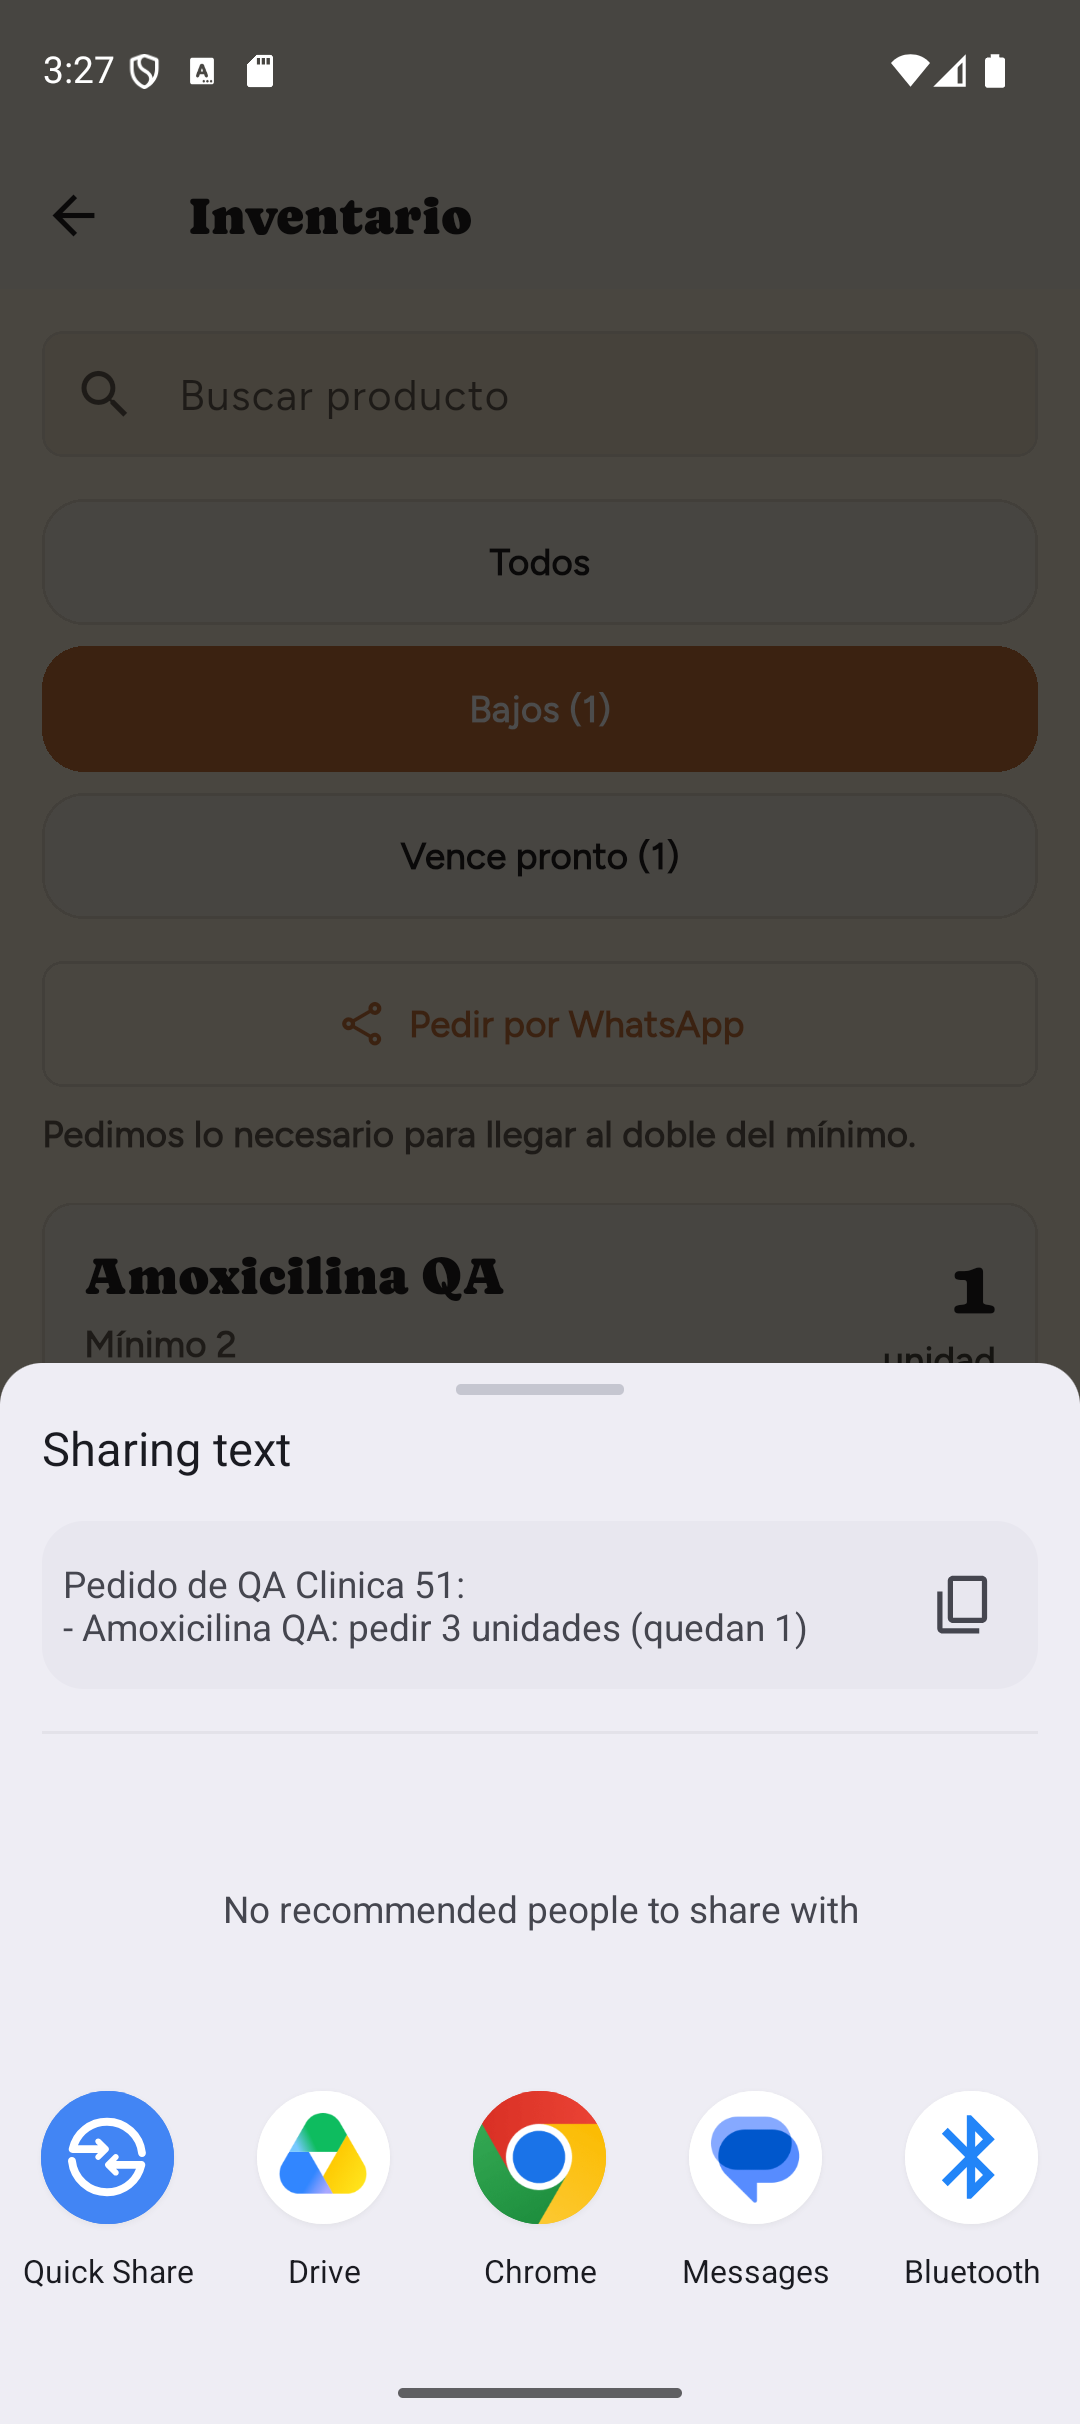 3:27
Inventario
Buscar producto
Todos
Bajos (1)
Vence pronto (1)
Pedir por WhatsApp
Pedimos lo necesario para llegar al doble del mínimo.
Amoxicilina QA
1
Mínimo 2
unidad
Sharing text
Pedido de QA Clinica 51:
- Amoxicilina QA: pedir 3 unidades (quedan 1)
No recommended people to share with
Quick Share
Drive
Chrome
Messages
Bluetooth